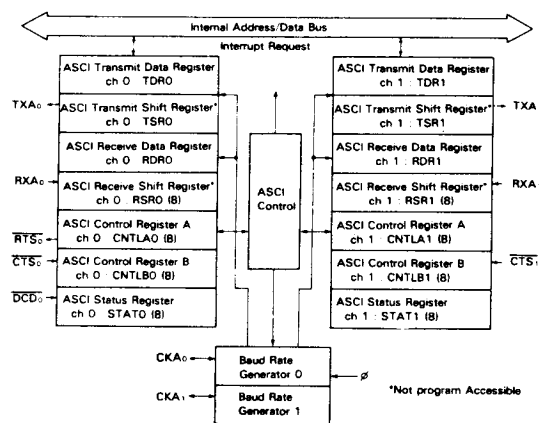 Internal Address/Data Bus
Interrupt Request
ASCI Transmit Data Register
ch 0 TDR0
ASCI Transmit Shift Register*
ch 0 TSR0
ASCI Receive Data Register
ch 0 RDR0
ASCI Receive Shift Register*
ch 0 : RSR0 (8)
ASCI Control Register A
ch 0 : CNTLA0 (8)
ASCI Control Register B
ch 0 : CNTLB0 (8)
ASCI Status Register
ch 0 : STAT0 (8)
TXA₀
RXA₀
RTS₀
CTS₀
DCD₀
ASCI
Control
ASCI Transmit Data Register
ch 1 : TDR1
ASCI Transmit Shift Register*
ch 1 : TSR1
ASCI Receive Data Register
ch 1 : RDR1
ASCI Receive Shift Register*
ch 1 : RSR1 (8)
ASCI Control Register A
ch 1 : CNTLA1 (8)
ASCI Control Register B
ch 1 : CNTLB1 (8)
ASCI Status Register
ch 1 : STAT1 (8)
TXA
RXA
CTS₁
CKA₀
Baud Rate
Generator 0
ø
CKA₁
Baud Rate
Generator 1
*Not program Accessible